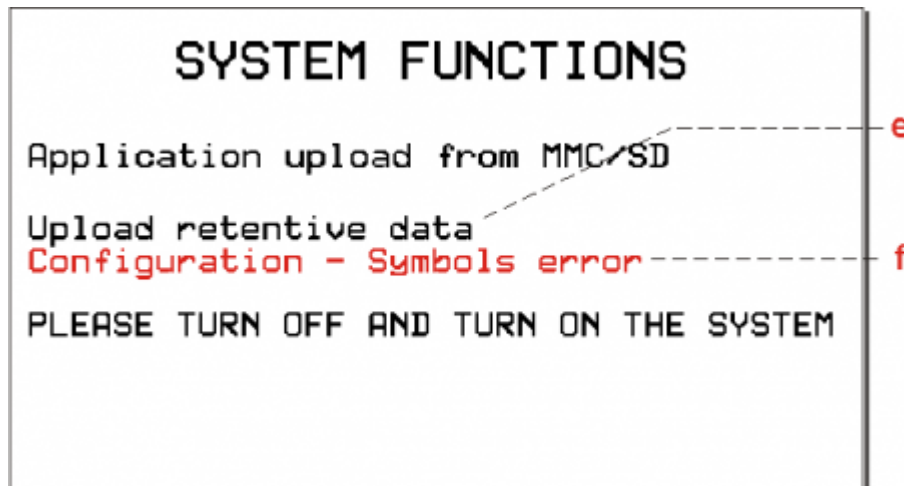 SYSTEM FUNCTIONS
Application upload from MMC/SD
e
Upload retentive data
Configuration - Symbols error
f
PLEASE TURN OFF AND TURN ON THE SYSTEM